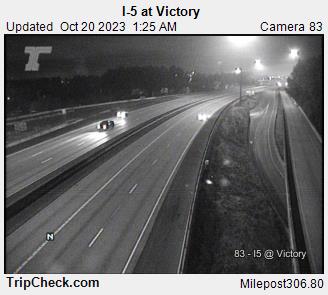 I-5 at Victory
Updated Oct 20 2023 1:25 AM Camera 83
T
N
83 - I5 @ Victory
TripCheck.com Milepost306.80